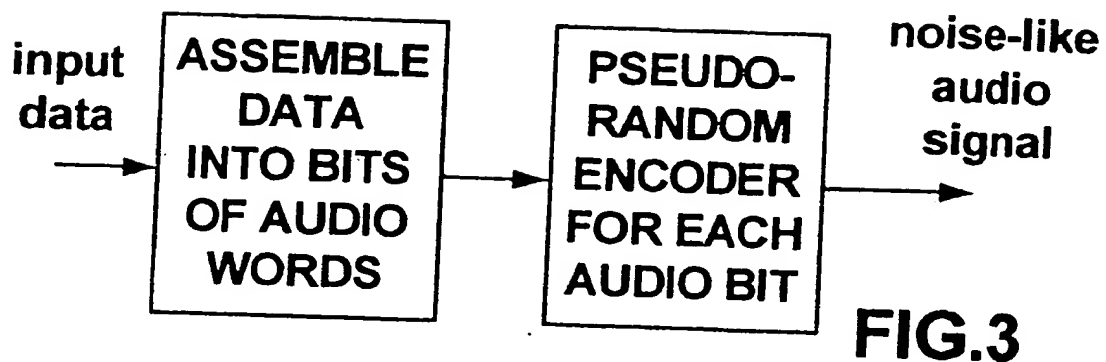 input
data
ASSEMBLE
DATA
INTO BITS
OF AUDIO
WORDS
PSEUDO-
RANDOM
ENCODER
FOR EACH
AUDIO BIT
noise-like
audio
signal
FIG.3